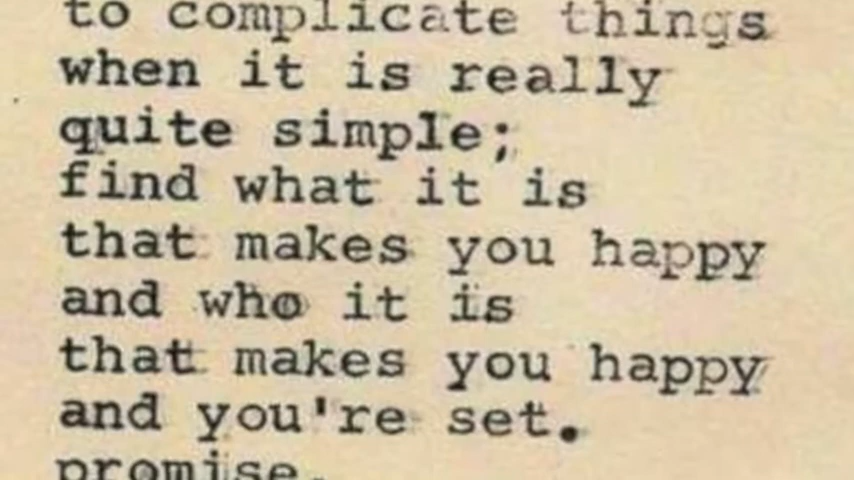 to complicate things
when it is really
quite simple;
find what it is
that makes you happy
and who it is
that makes you happy
and you're set.
promise.